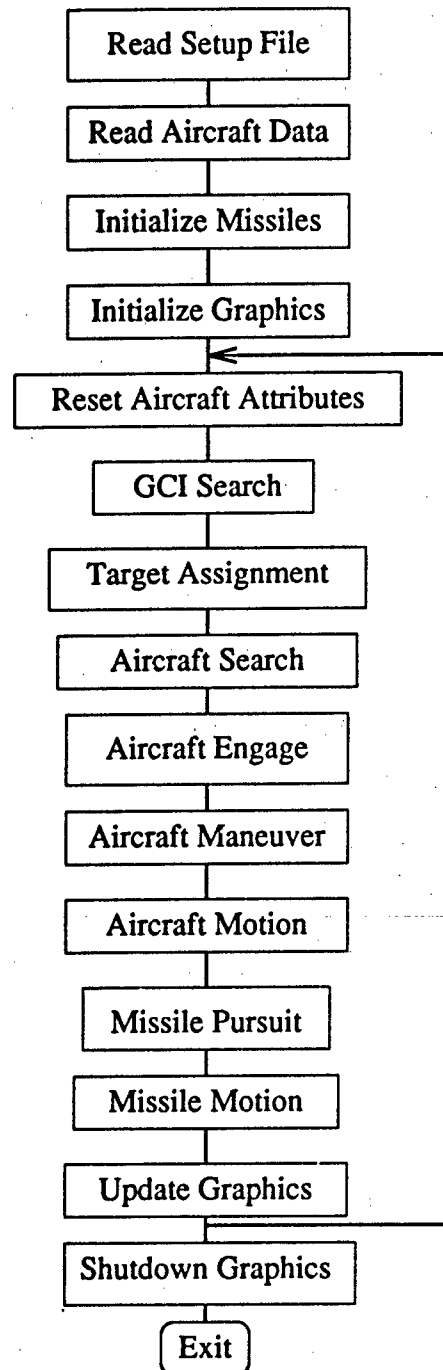 Read Setup File
Read Aircraft Data
Initialize Missiles
Initialize Graphics
Reset Aircraft Attributes
GCI Search
Target Assignment
Aircraft Search
Aircraft Engage
Aircraft Maneuver
Aircraft Motion
Missile Pursuit
Missile Motion
Update Graphics
Shutdown Graphics
Exit